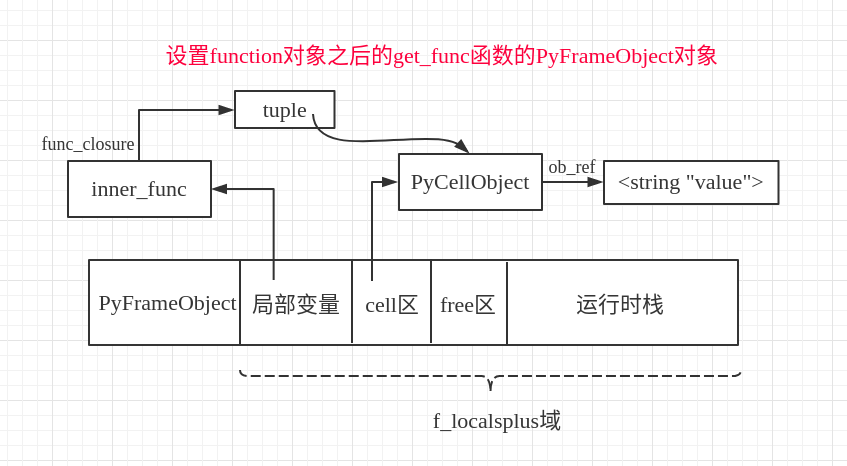 设置function对象之后的get_func函数的PyFrameObject对象
tuple
func_closure
inner_func
PyCellObject
ob_ref
<string "value">
PyFrameObject
局部变量
cell区
free区
运行时栈
f_localsplus域